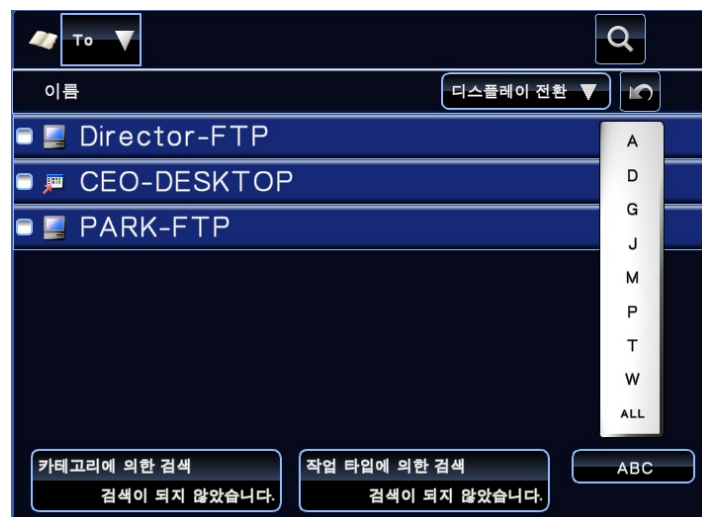 To
이름
디스플레이 전환
Director-FTP
CEO-DESKTOP
PARK-FTP
A
D
G
J
M
P
T
W
ALL
카테고리에 의한 검색
검색이 되지 않았습니다.
작업 타입에 의한 검색
검색이 되지 않았습니다.
ABC